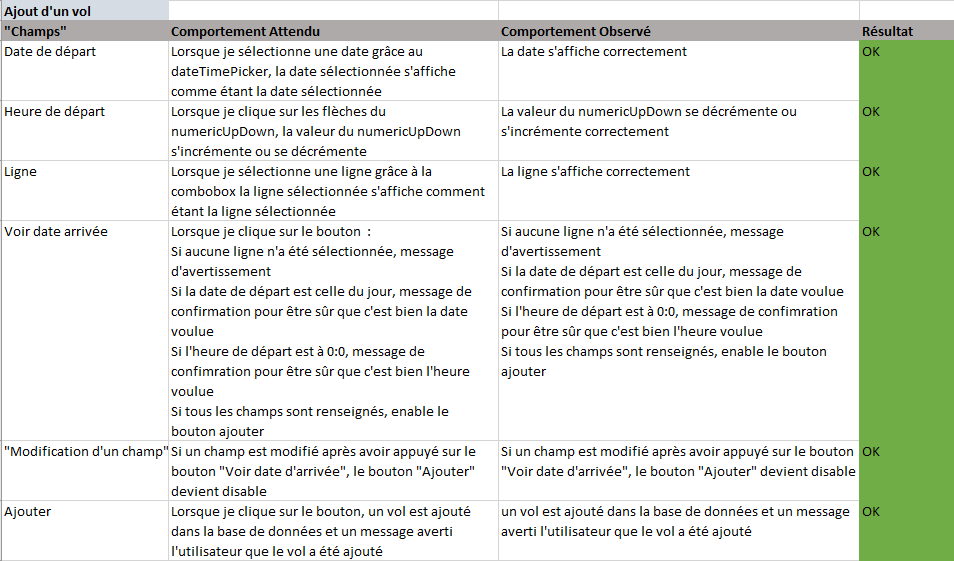 Ajout d'un vol
"Champs" Comportement Attendu Comportement Observé Résultat
Date de départ
Lorsque je sélectionne une date grâce au
dateTimePicker, la date sélectionnée s'affiche
comme étant la date sélectionnée
La date s'affiche correctement
OK
Heure de départ
Lorsque je clique sur les flèches du
numericUpDown, la valeur du numericUpDown
s'incrémente ou se décrémente
La valeur du numericUpDown se décrémente ou
s'incrémente correctement
OK
Ligne
Lorsque je sélectionne une ligne grâce à la
combobox la ligne sélectionnée s'affiche comment
étant la ligne sélectionnée
La ligne s'affiche correctement
OK
Voir date arrivée
Lorsque je clique sur le bouton :
Si aucune ligne n'a été sélectionnée, message
d'avertissement
Si la date de départ est celle du jour, message de
confirmation pour être sûr que c'est bien la date
voulue
Si l'heure de départ est à 0:0, message de
confimration pour être sûr que c'est bien l'heure
voulue
Si tous les champs sont renseignés, enable le
bouton ajouter
Si aucune ligne n'a été sélectionnée, message
d'avertissement
Si la date de départ est celle du jour, message de
confirmation pour être sûr que c'est bien la date voulue
Si l'heure de départ est à 0:0, message de confimration
pour être sûr que c'est bien l'heure voulue
Si tous les champs sont renseignés, enable le bouton
ajouter
OK
"Modification d'un champ"
Si un champ est modifié après avoir appuyé sur le
bouton "Voir date d'arrivée", le bouton "Ajouter"
devient disable
Si un champ est modifié après avoir appuyé sur le bouton
"Voir date d'arrivée", le bouton "Ajouter" devient disable
OK
Ajouter
Lorsque je clique sur le bouton, un vol est ajouté
dans la base de données et un message averti
l'utilisateur que le vol a été ajouté
un vol est ajouté dans la base de données et un message
averti l'utilisateur que le vol a été ajouté
OK